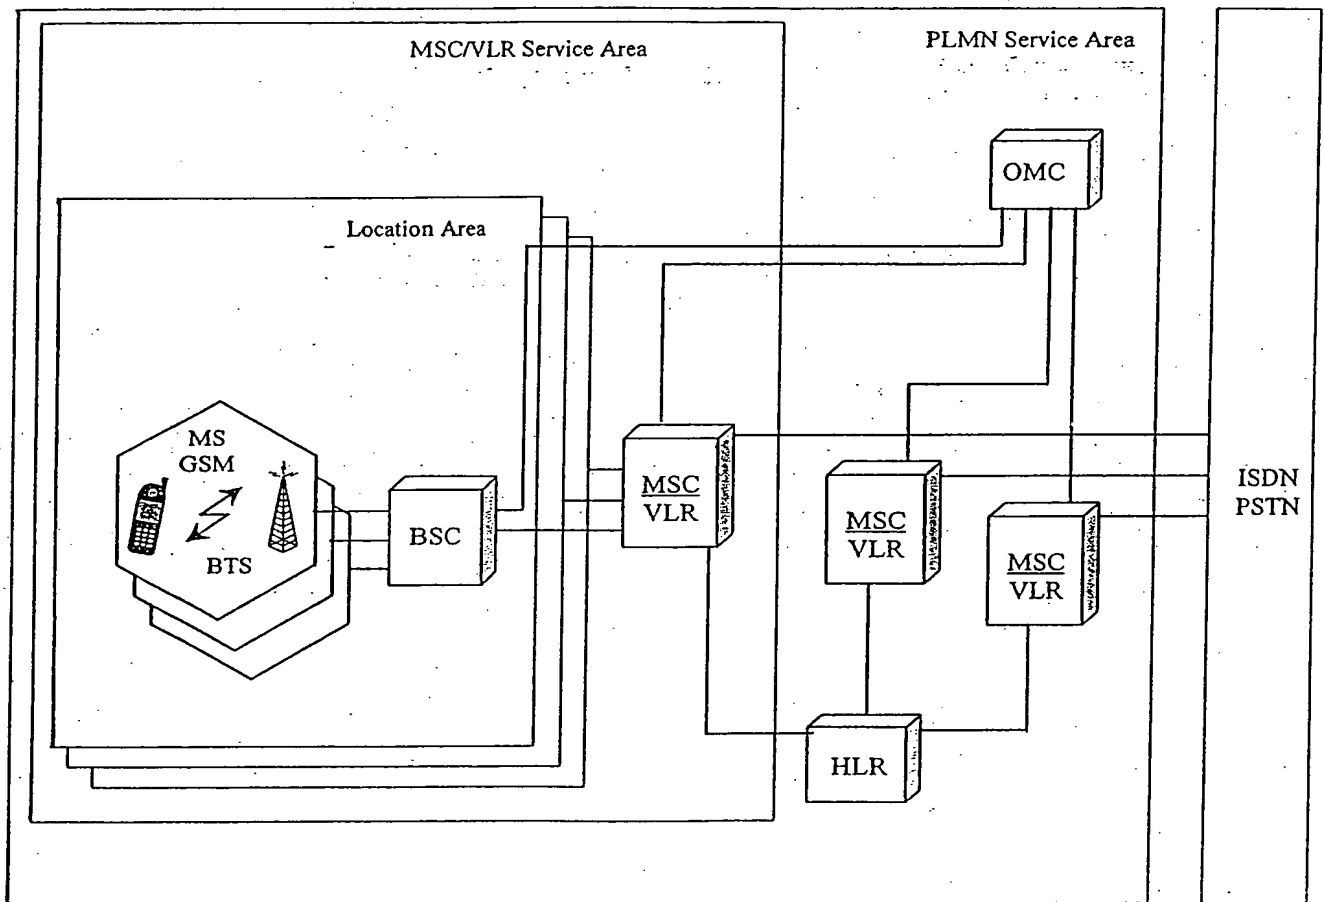 MSC/VLR Service Area
PLMN Service Area
OMC
Location Area
MS
GSM
BTS
BSC
MSC
VLR
MSC
VLR
MSC
VLR
HLR
ISDN
PSTN